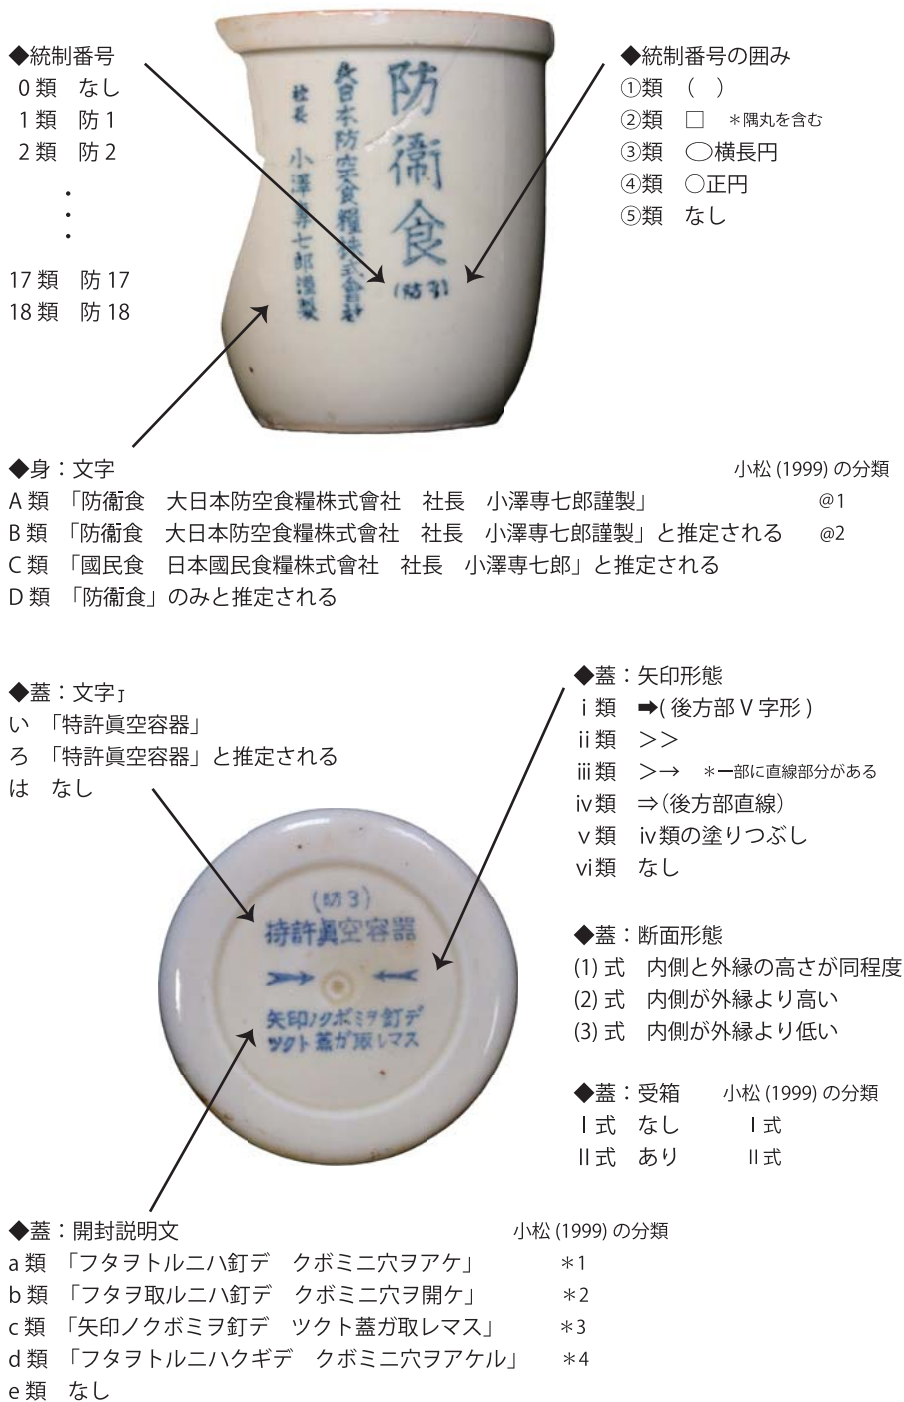 ◆統制番号
0類　なし
1類　防1
2類　防2
・
・
・
17類　防17
18類　防18
◆統制番号の囲み
①類　(　)
②類　□　＊隅丸を含む
③類　⬭横長円
④類　○正円
⑤類　なし
防衞食
(防3)
大日本防空食糧株式會社
社長　小澤專七郎謹製
◆身：文字　小松(1999)の分類
A類　「防衞食　大日本防空食糧株式會社　社長　小澤専七郎謹製」　@1
B類　「防衞食　大日本防空食糧株式會社　社長　小澤専七郎謹製」と推定される　@2
C類　「國民食　日本國民食糧株式會社　社長　小澤専七郎」と推定される
D類　「防衞食」のみと推定される
◆蓋：文字
い　「特許眞空容器」
ろ　「特許眞空容器」と推定される
は　なし
◆蓋：矢印形態
ⅰ類　➡(後方部V字形)
ⅱ類　＞＞
ⅲ類　＞→　＊一部に直線部分がある
ⅳ類　⇒(後方部直線)
ⅴ類　ⅳ類の塗りつぶし
ⅵ類　なし
(防3)
特許眞空容器
矢印ノクボミヲ釘デ
ツクト蓋ガ取レマス
◆蓋：断面形態
(1)式　内側と外縁の高さが同程度
(2)式　内側が外縁より高い
(3)式　内側が外縁より低い
◆蓋：受箱　小松(1999)の分類
Ⅰ式　なし　Ⅰ式
Ⅱ式　あり　Ⅱ式
◆蓋：開封説明文　小松(1999)の分類
a類　「フタヲトルニハ釘デ　クボミニ穴ヲアケ」　＊1
b類　「フタヲ取ルニハ釘デ　クボミニ穴ヲ開ケ」　＊2
c類　「矢印ノクボミヲ釘デ　ツクト蓋ガ取レマス」　＊3
d類　「フタヲトルニハクギデ　クボミニ穴ヲアケル」　＊4
e類　なし